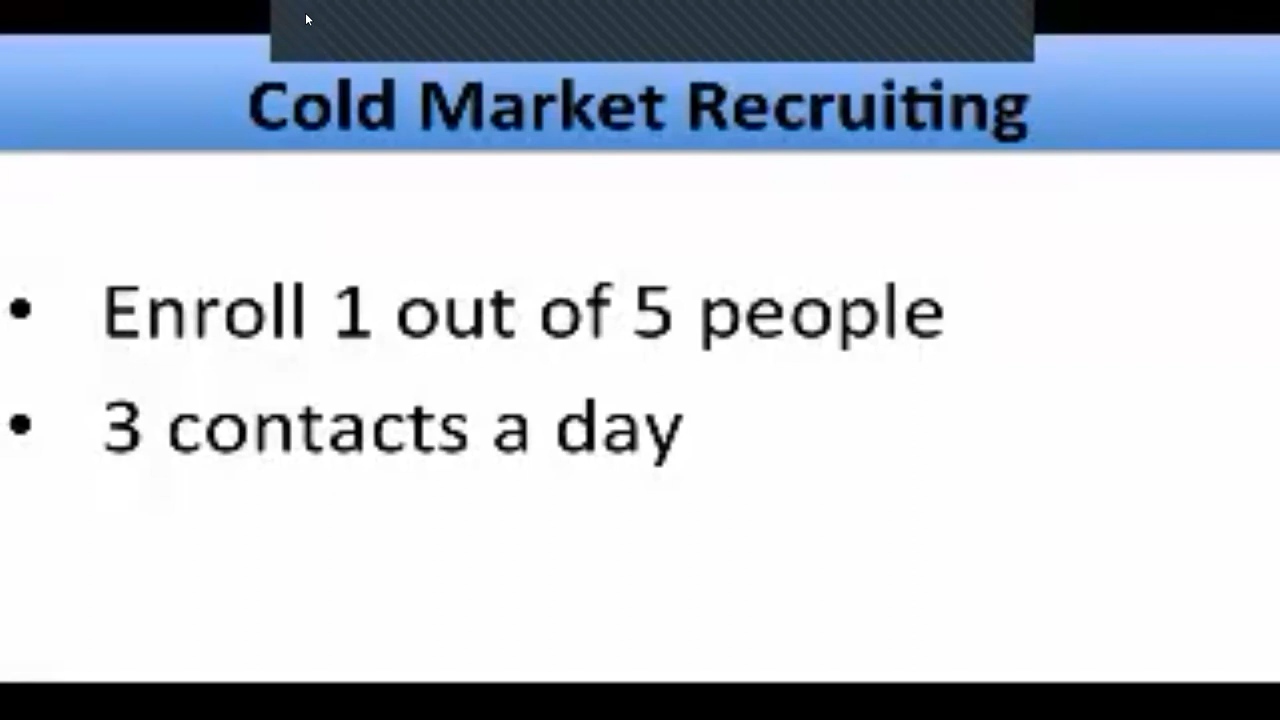 Cold Market Recruiting
• Enroll 1 out of 5 people
• 3 contacts a day